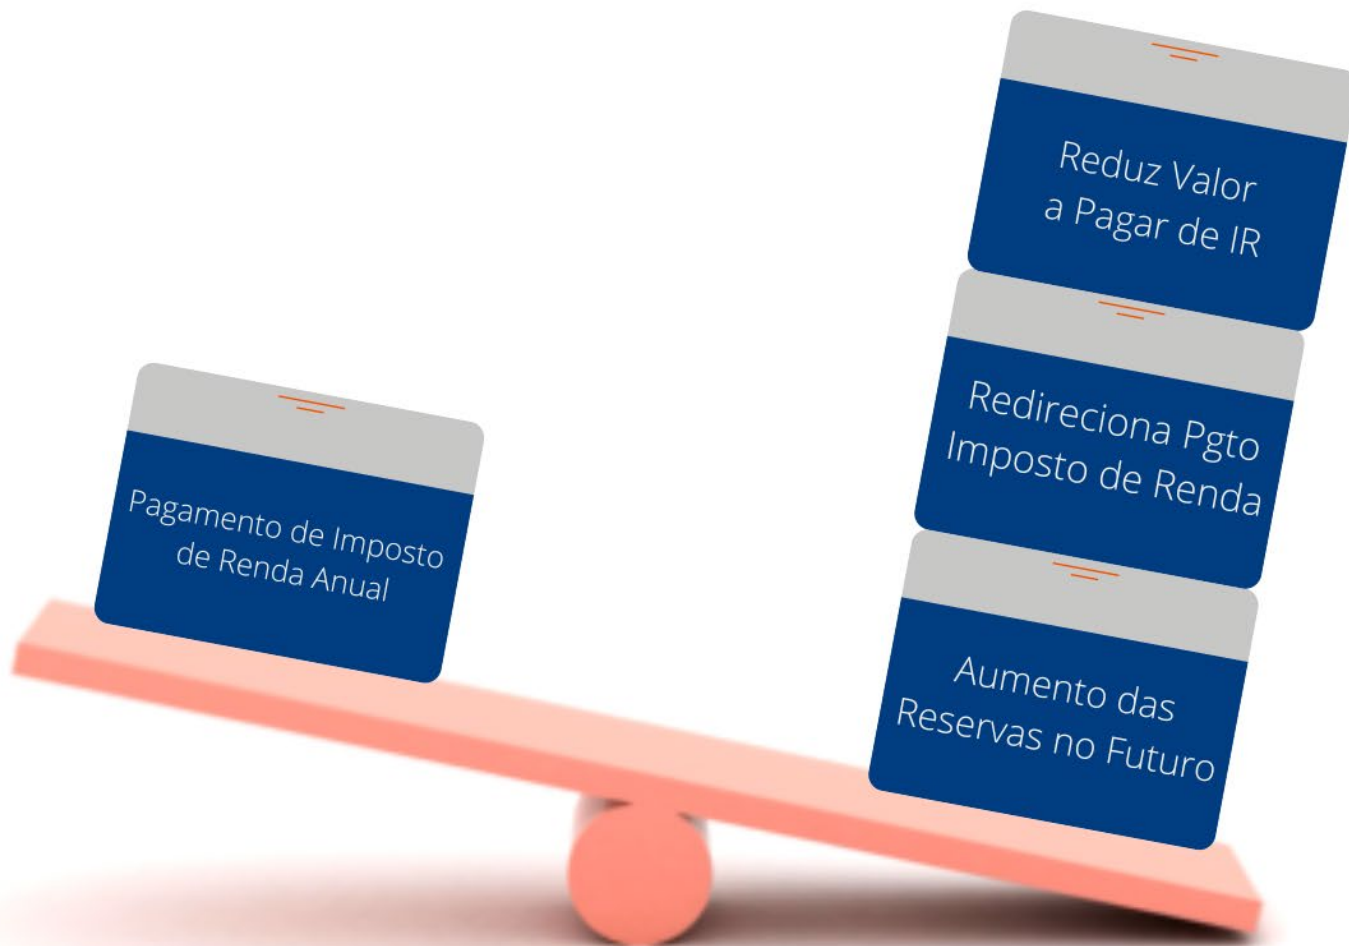 Reduz Valor
a Pagar de IR
Redireciona Pgto
Imposto de Renda
Pagamento de Imposto
de Renda Anual
Aumento das
Reservas no Futuro